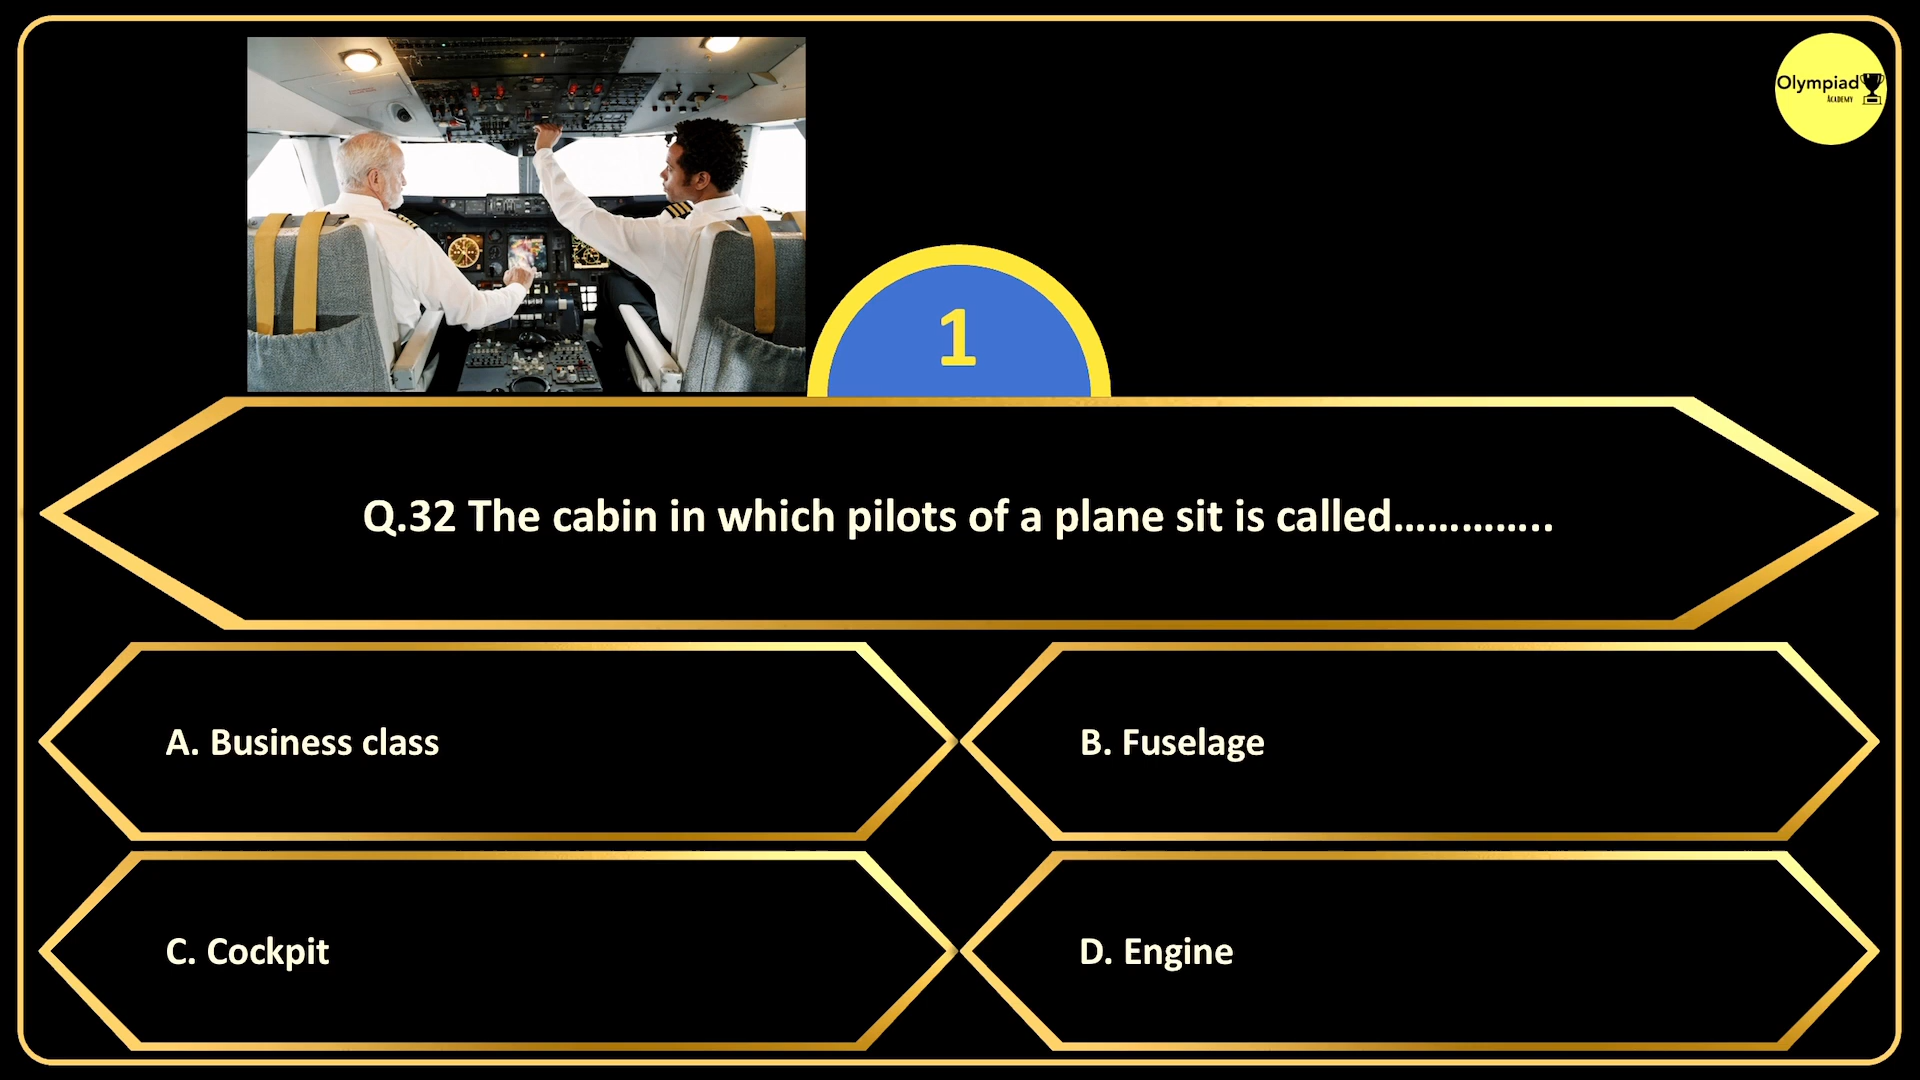 Olympiad
ACADEMY
1
Q.32 The cabin in which pilots of a plane sit is called…………..
A. Business class
B. Fuselage
C. Cockpit
D. Engine